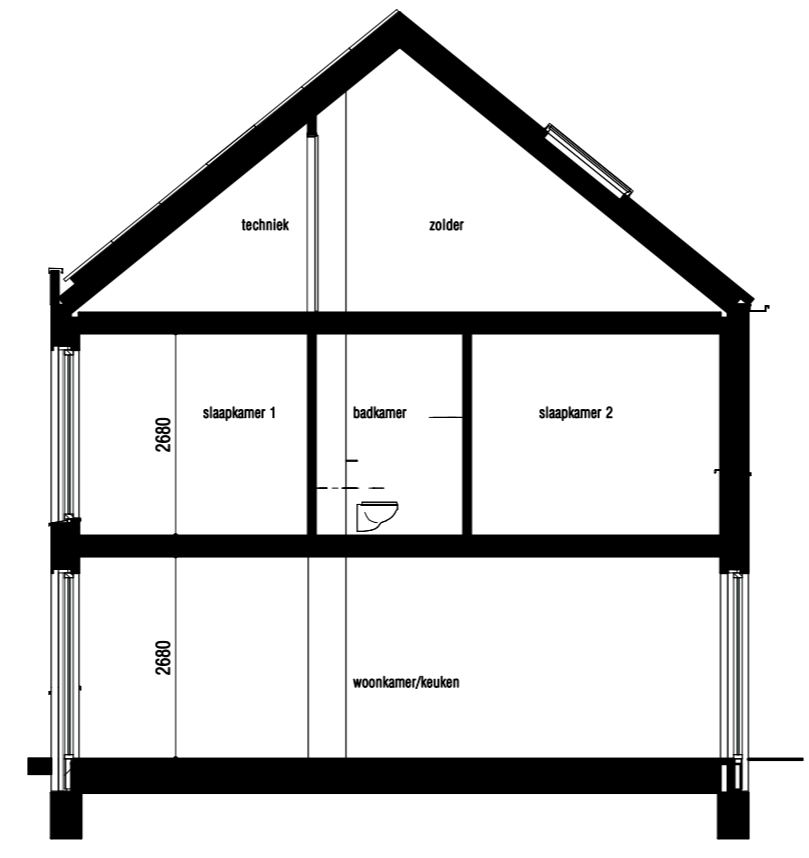 techniek
zolder
slaapkamer 1
badkamer
slaapkamer 2
2680
2680
woonkamer/keuken